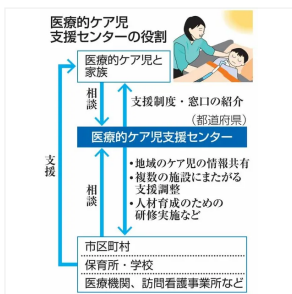 医療的ケア児
支援センターの役割
医療的ケア児と
家族
相談
支援制度・窓口の紹介
(都道府県)
医療的ケア児支援センター
支援
相談
・地域のケア児の情報共有
・複数の施設にまたがる
支援調整
・人材育成のための
研修実施など
市区町村
保育所・学校
医療機関、訪問看護事業所など